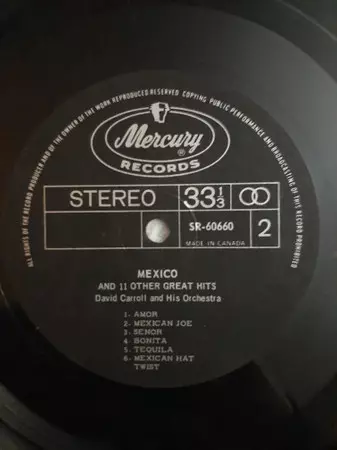 ALL RIGHTS OF THE RECORD PRODUCER AND OF THE OWNER OF THE WORK REPRODUCED RESERVED COPYING PUBLIC PERFORMANCE AND BROADCASTING OF THIS RECORD PROHIBITED
Mercury
RECORDS
STEREO
33 1/3
SR-60660
MADE IN CANADA
2
MEXICO
AND 11 OTHER GREAT HITS
David Carroll and His Orchestra
1- AMOR
2- MEXICAN JOE
3- SENOR
4- BONITA
5- TEQUILA
6- MEXICAN HAT
TWIST